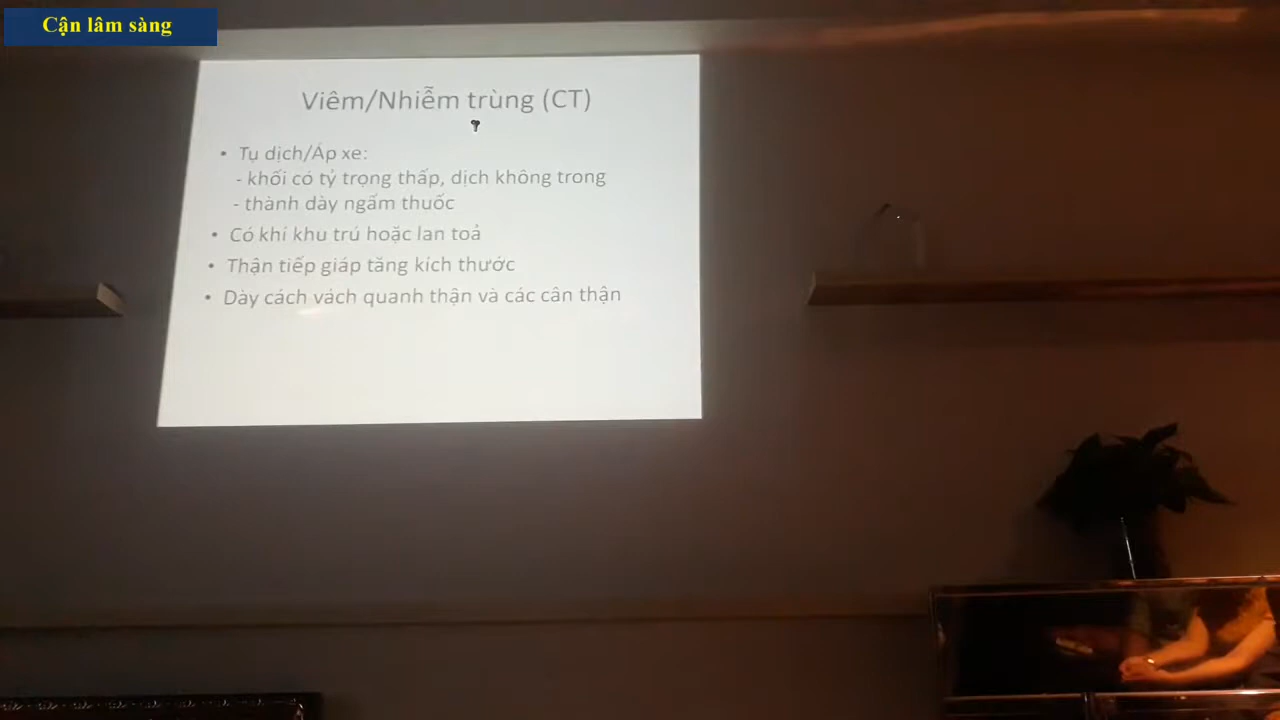 Cận lâm sàng
Viêm/Nhiễm trùng (CT)
• Tụ dịch/Áp xe:
- khối có tỷ trọng thấp, dịch không trong
- thành dày ngấm thuốc
• Có khí khu trú hoặc lan toả
• Thận tiếp giáp tăng kích thước
• Dày cách vách quanh thận và các cân thận